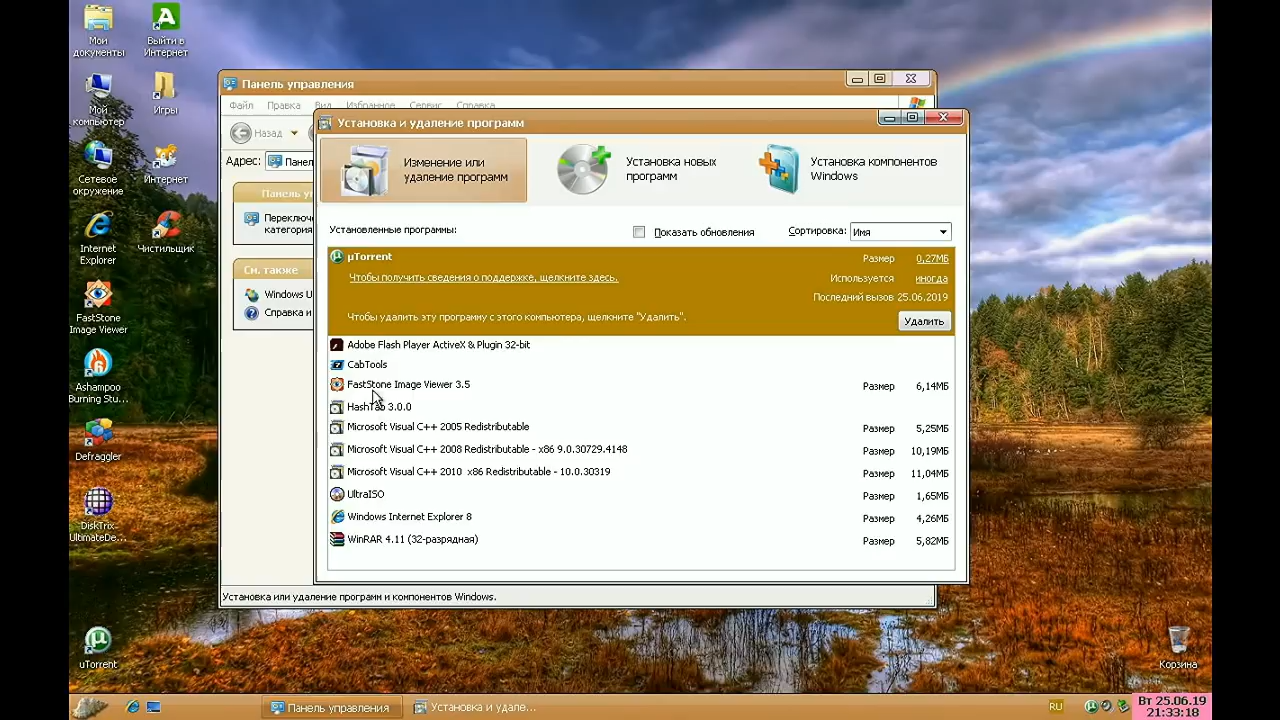 Мои
документы
Выйти в
Интернет
Мой
компьютер
Игры
Сетевое
окружение
Интернет
Internet
Explorer
Чистильщик
FastStone
Image Viewer
Ashampoo
Burning Stu...
Defraggler
DiskTrix
UltimateDe...
uTorrent
Корзина
Панель управления
Файл
Правка
Вид
Избранное
Сервис
Справка
Назад
Адрес:
Панел
Панель уп
Переключе
категория
См. также
Windows U
Справка и
Установка или удаление программ и компонентов Windows.
Установка и удаление программ
Изменение или
удаление программ
Установка новых
программ
Установка компонентов
Windows
Установленные программы:
Показать обновления
Сортировка:
Имя
µTorrent
Размер
0,27МБ
Чтобы получить сведения о поддержке, щелкните здесь.
Используется
иногда
Последний вызов 25.06.2019
Чтобы удалить эту программу с этого компьютера, щелкните "Удалить".
Удалить
Adobe Flash Player ActiveX & Plugin 32-bit
CabTools
FastStone Image Viewer 3.5
Размер
6,14МБ
HashTab 3.0.0
Microsoft Visual C++ 2005 Redistributable
Размер
5,25МБ
Microsoft Visual C++ 2008 Redistributable - x86 9.0.30729.4148
Размер
10,19МБ
Microsoft Visual C++ 2010 x86 Redistributable - 10.0.30319
Размер
11,04МБ
UltraISO
Размер
1,65МБ
Windows Internet Explorer 8
Размер
4,26МБ
WinRAR 4.11 (32-разрядная)
Размер
5,82МБ
Панель управления
Установка и удале...
RU
Вт 25.06.19
21:33:18